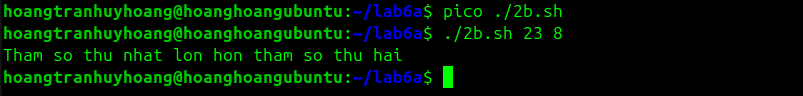 hoangtranhuyhoang@hoanghoangubuntu:~/lab6a$ pico ./2b.sh
hoangtranhuyhoang@hoanghoangubuntu:~/lab6a$ ./2b.sh 23 8
Tham so thu nhat lon hon tham so thu hai
hoangtranhuyhoang@hoanghoangubuntu:~/lab6a$